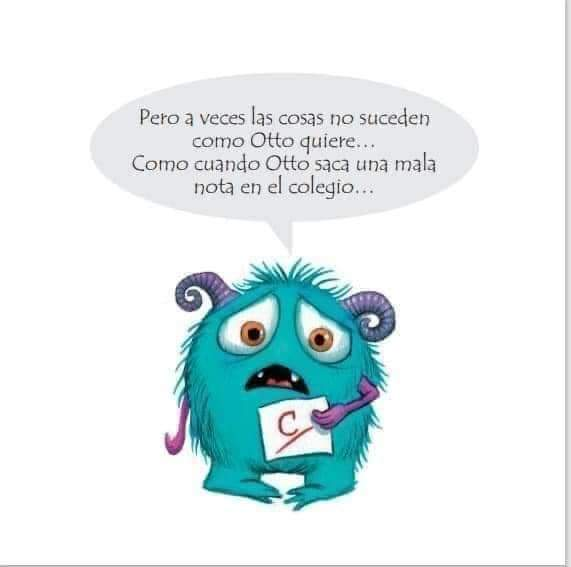 Pero a veces las cosas no suceden
como Otto quiere...
Como cuando Otto saca una mala
nota en el colegio...
C